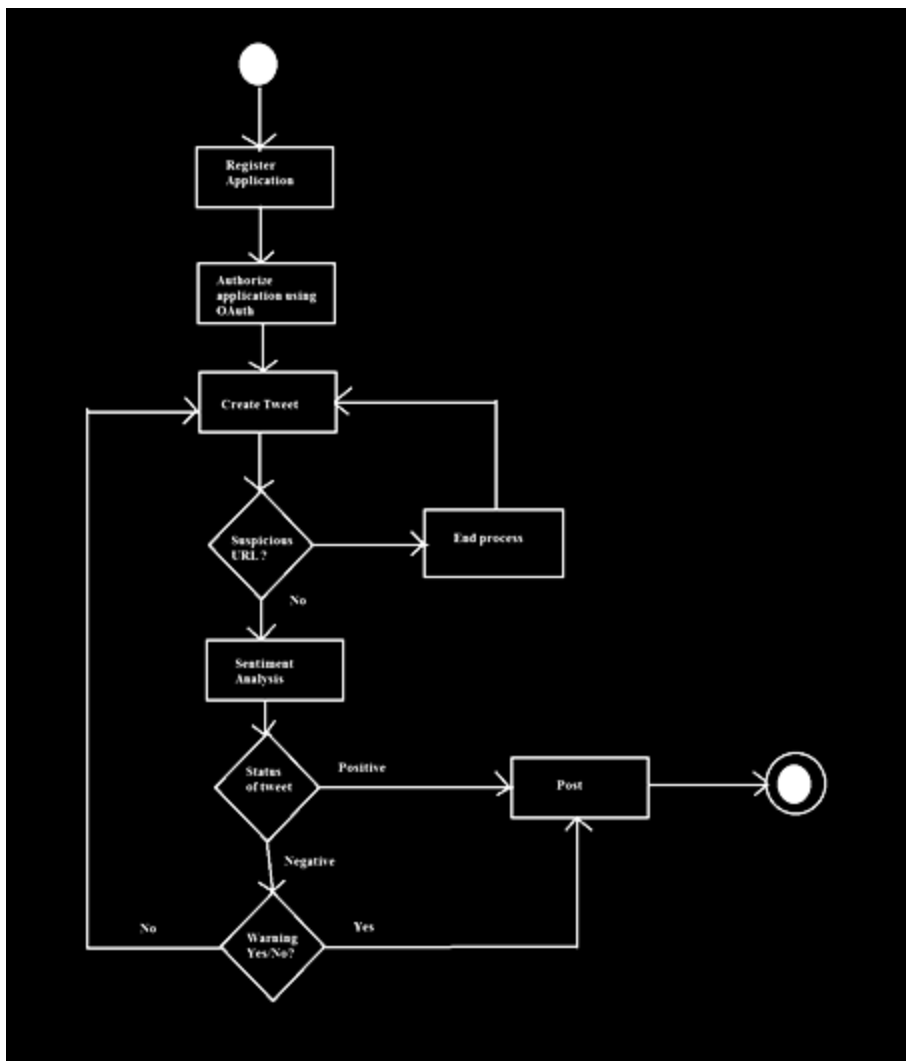 Register
Application
Authorize
application using
OAuth
Create Tweet
Suspicious
URL ?
End process
No
Sentiment
Analysis
Status
of tweet
Positive
Post
Negative
No
Warning
Yes/No?
Yes